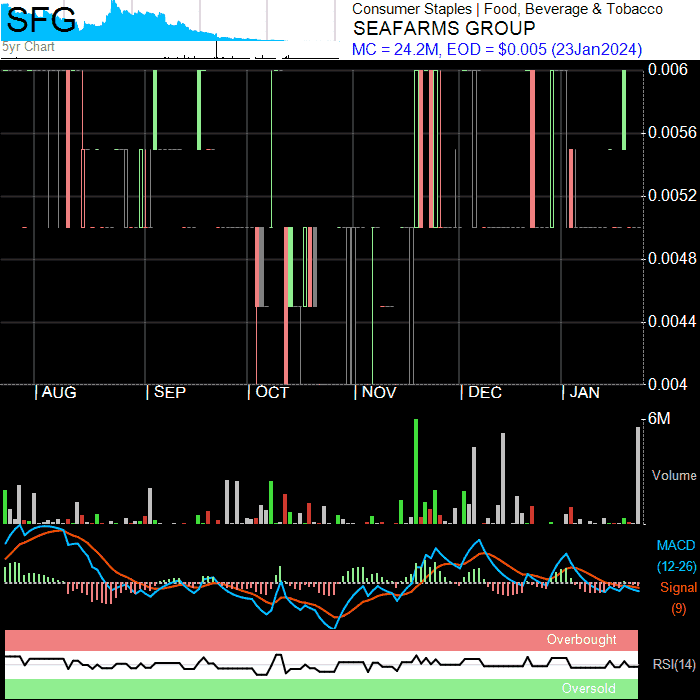 SFG
5yr Chart
Consumer Staples | Food, Beverage & Tobacco
SEAFARMS GROUP
MC = 24.2M, EOD = $0.005 (23Jan2024)
0.006
0.0056
0.0052
0.0048
0.0044
0.004
AUG SEP OCT NOV DEC JAN
6M
Volume
MACD
(12-26)
Signal
(9)
Overbought
RSI(14)
Oversold